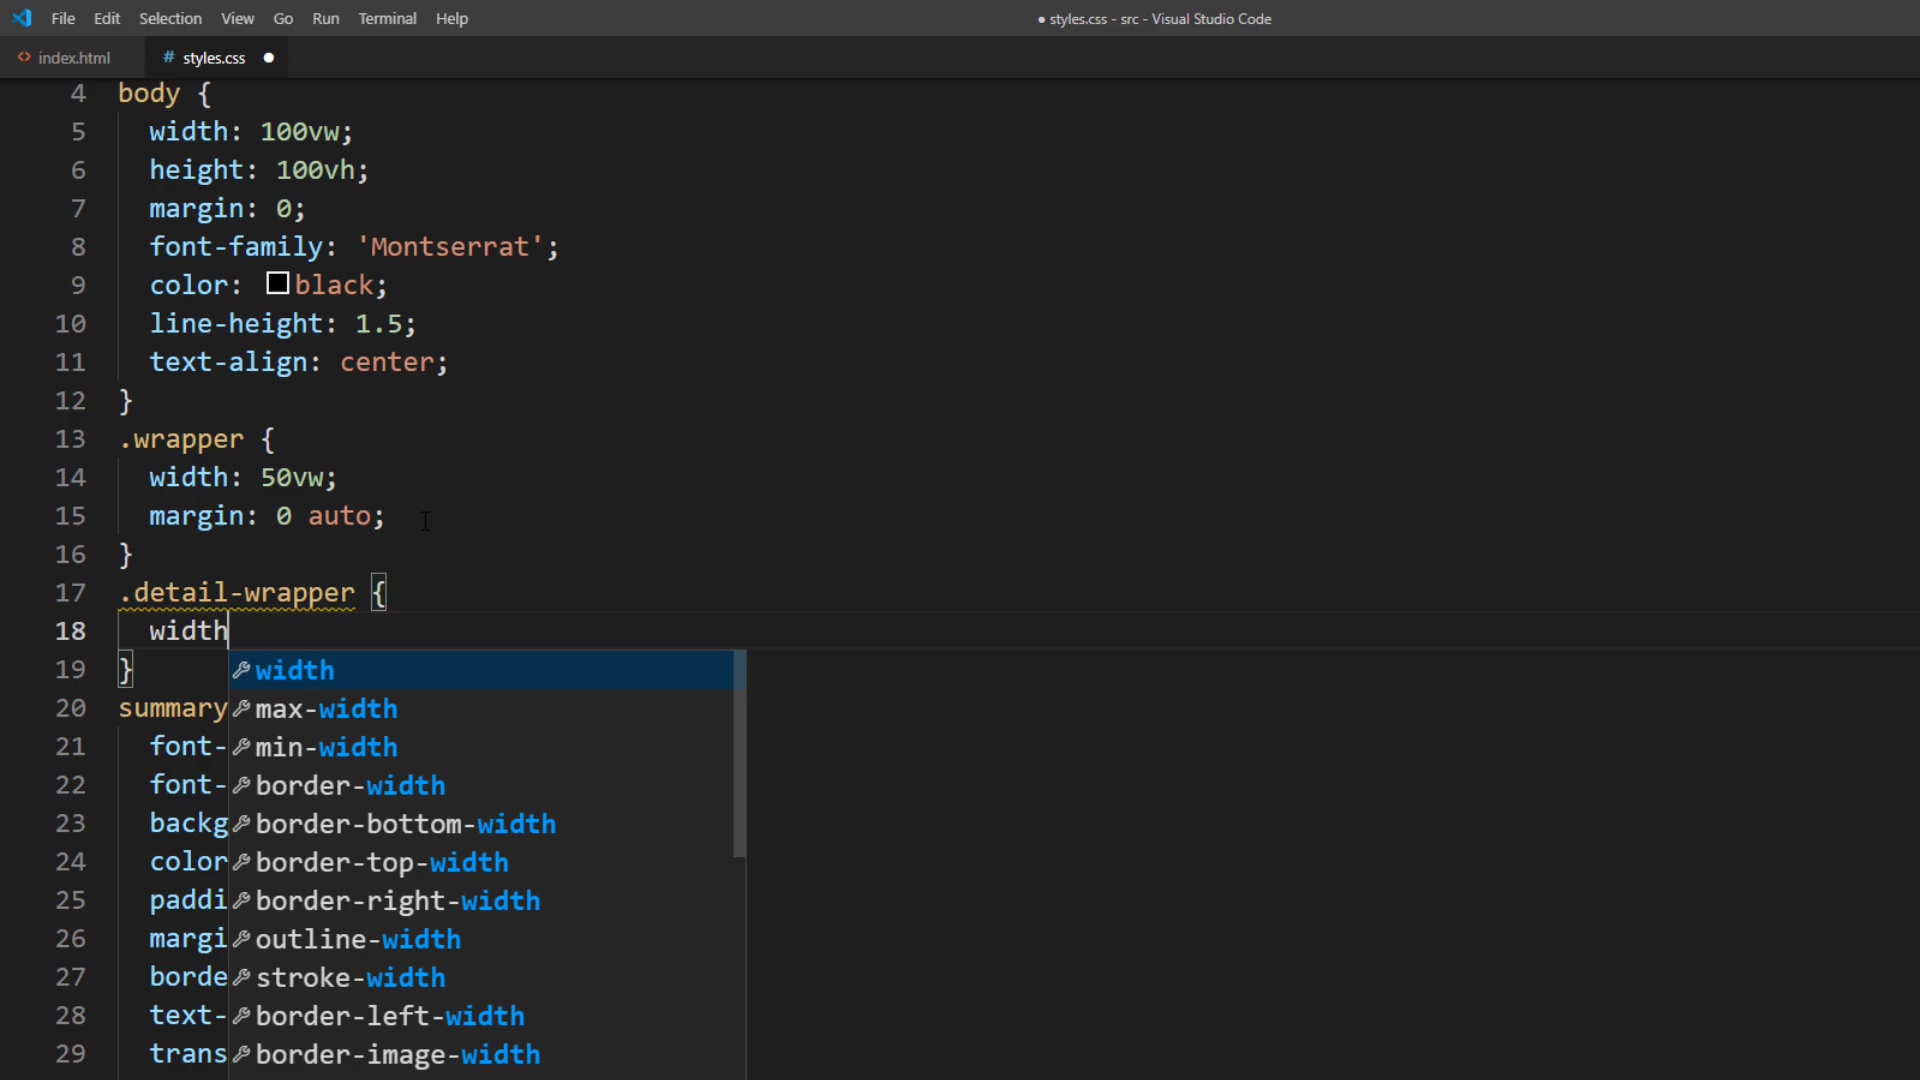 File Edit Selection View Go Run Terminal Help
● styles.css - src - Visual Studio Code
<> index.html
# styles.css ●
4 body {
5 width: 100vw;
6 height: 100vh;
7 margin: 0;
8 font-family: 'Montserrat';
9 color: black;
10 line-height: 1.5;
11 text-align: center;
12 }
13 .wrapper {
14 width: 50vw;
15 margin: 0 auto;
16 }
17 .detail-wrapper {
18 width
19 } width
20 summary max-width
21 font- min-width
22 font- border-width
23 backg border-bottom-width
24 color border-top-width
25 paddi border-right-width
26 margi outline-width
27 borde stroke-width
28 text- border-left-width
29 trans border-image-width